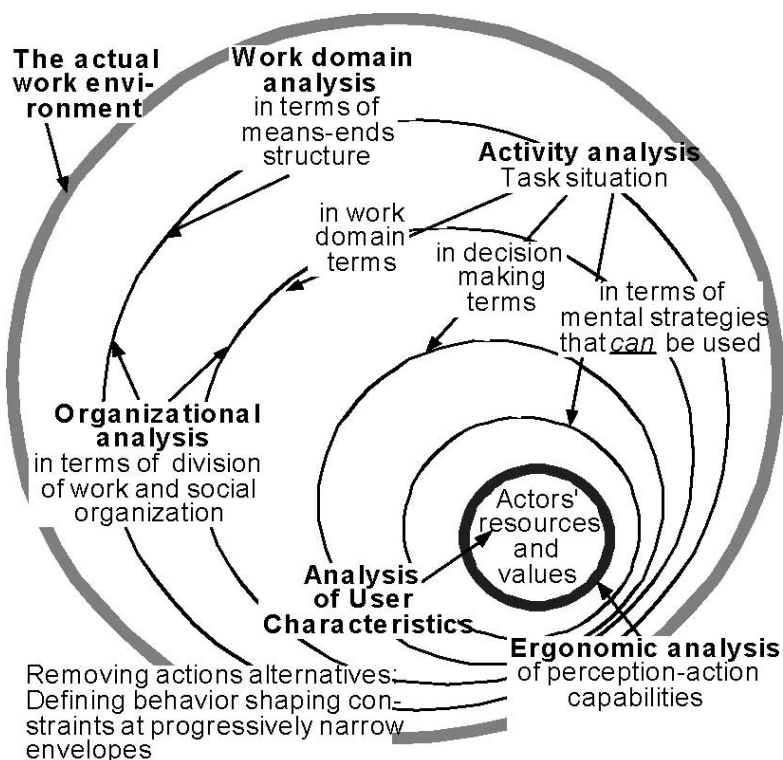 The actual
work envi-
ronment
Work domain
analysis
in terms of
means-ends
structure
Activity analysis
Task situation
in work
domain
terms
in decision
making
terms
in terms of
mental strategies
that can be used
Organizational
analysis
in terms of division
of work and social
organization
Actors'
resources
and
values
Analysis
of User
Characteristics
Ergonomic analysis
of perception-action
capabilities
Removing actions alternatives:
Defining behavior shaping con-
straints at progressively narrow
envelopes